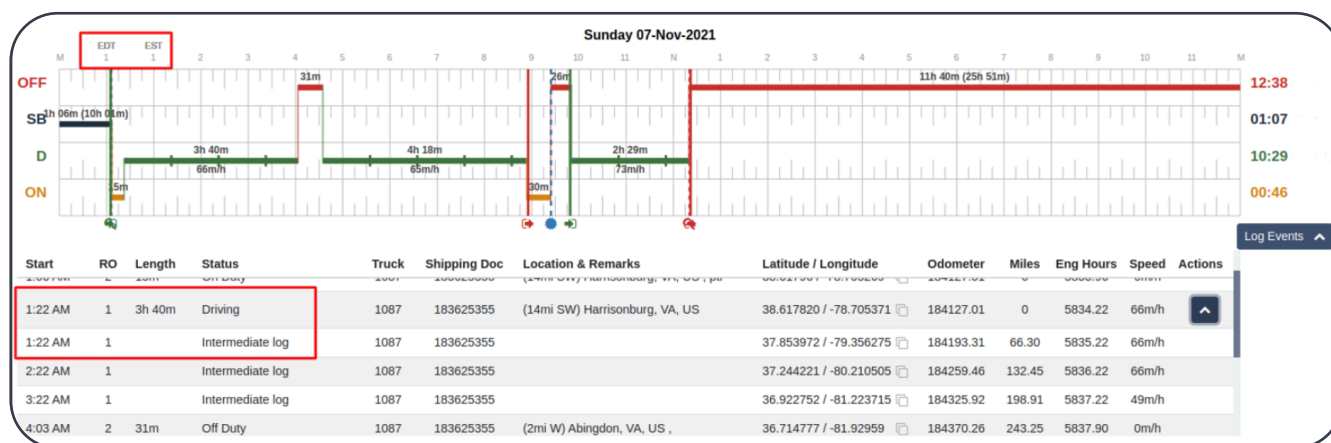 Sunday 07-Nov-2021
EDT EST
M 1 1 2 3 4 5 6 7 8 9 10 11 N 1 2 3 4 5 6 7 8 9 10 11 M
OFF 31m 26m 11h 40m (25h 51m) 12:38
SB 1h 06m (10h 01m) 01:07
D 3h 40m 4h 18m 2h 29m 10:29
66m/h 65m/h 73m/h
ON 15m 30m 00:46
Log Events
Start RO Length Status Truck Shipping Doc Location & Remarks Latitude / Longitude Odometer Miles Eng Hours Speed Actions
1:22 AM 1 3h 40m Driving 1087 183625355 (14mi SW) Harrisonburg, VA, US 38.617820 / -78.705371 184127.01 0 5834.22 66m/h
1:22 AM 1 Intermediate log 1087 183625355 37.853972 / -79.356275 184193.31 66.30 5835.22 66m/h
2:22 AM 1 Intermediate log 1087 183625355 37.244221 / -80.210505 184259.46 132.45 5836.22 66m/h
3:22 AM 1 Intermediate log 1087 183625355 36.922752 / -81.223715 184325.92 198.91 5837.22 49m/h
4:03 AM 2 31m Off Duty 1087 183625355 (2mi W) Abingdon, VA, US , 36.714777 / -81.92959 184370.26 243.25 5837.90 0m/h